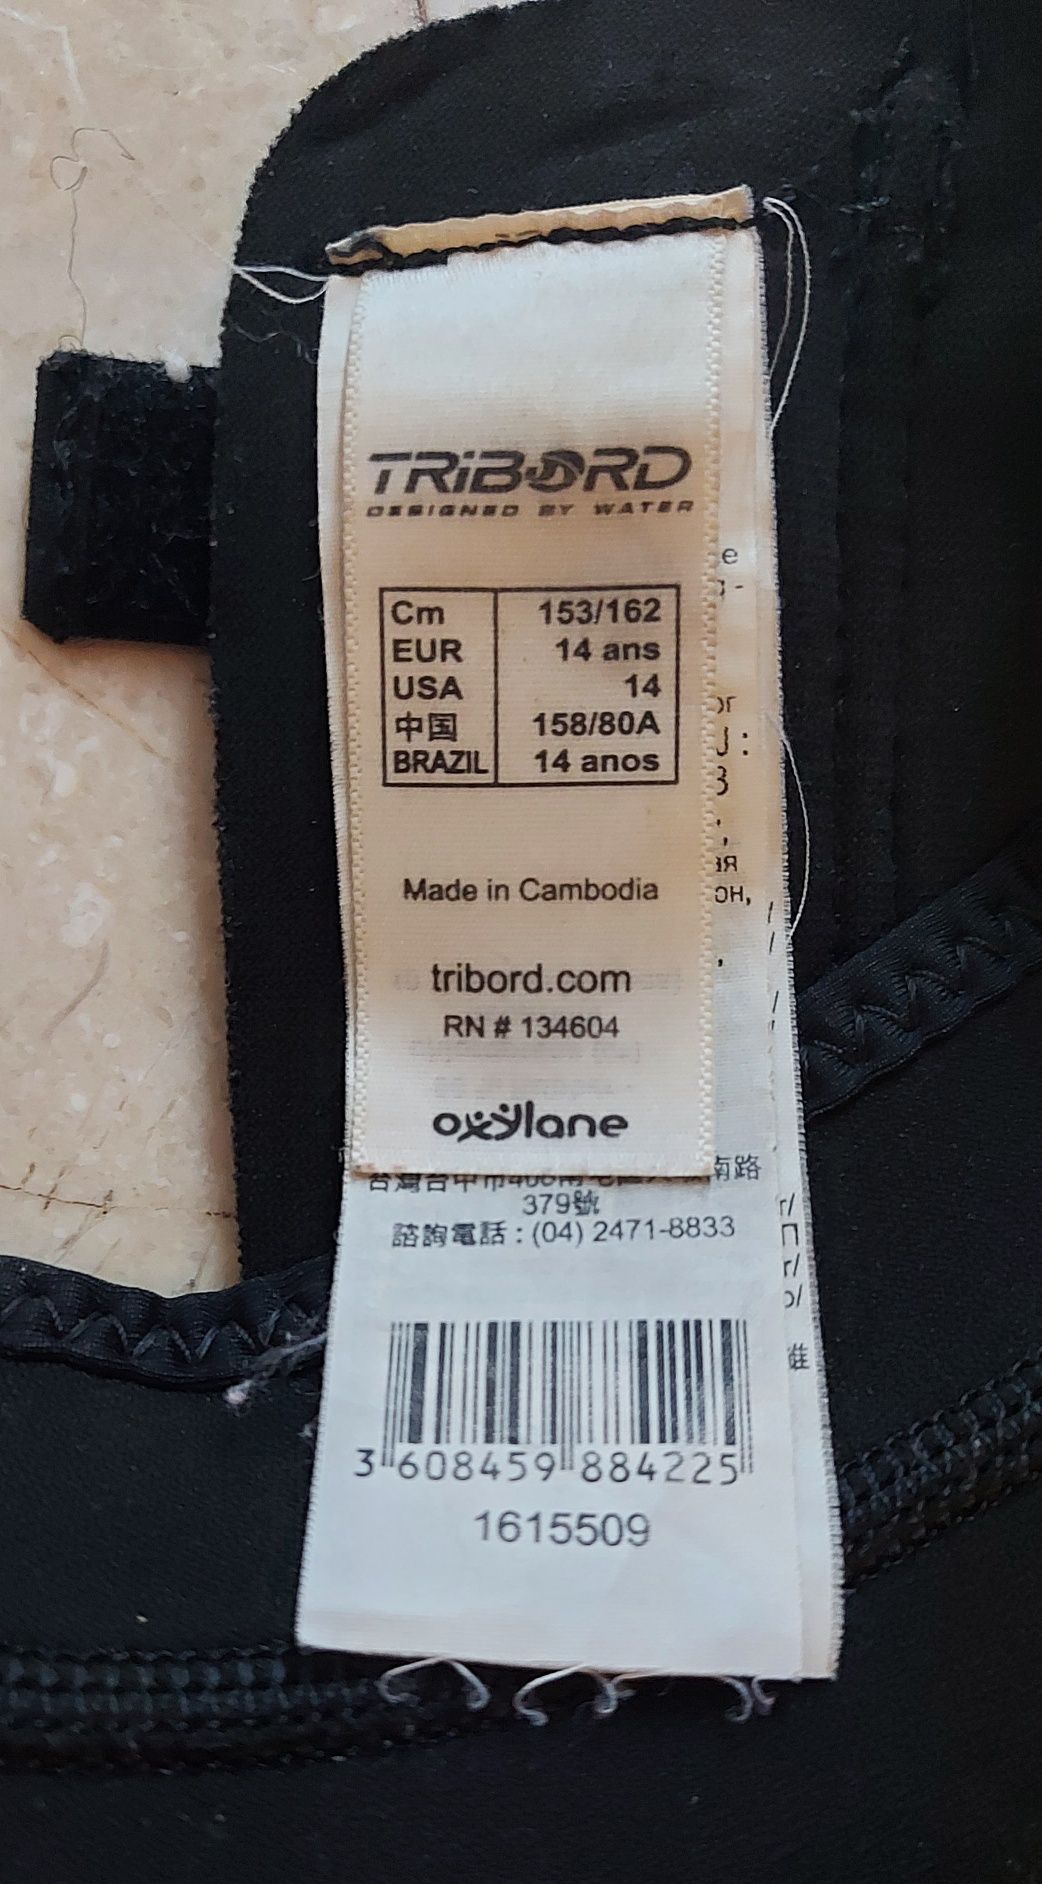 TRIBORD
DESIGNED BY WATER
Cm 153/162
EUR 14 ans
USA 14
中国 158/80A
BRAZIL 14 anos
Made in Cambodia
tribord.com
RN # 134604
oxylane
南路
379號
諮詢電話 : (04) 2471-8833
3 608459 884225
1615509